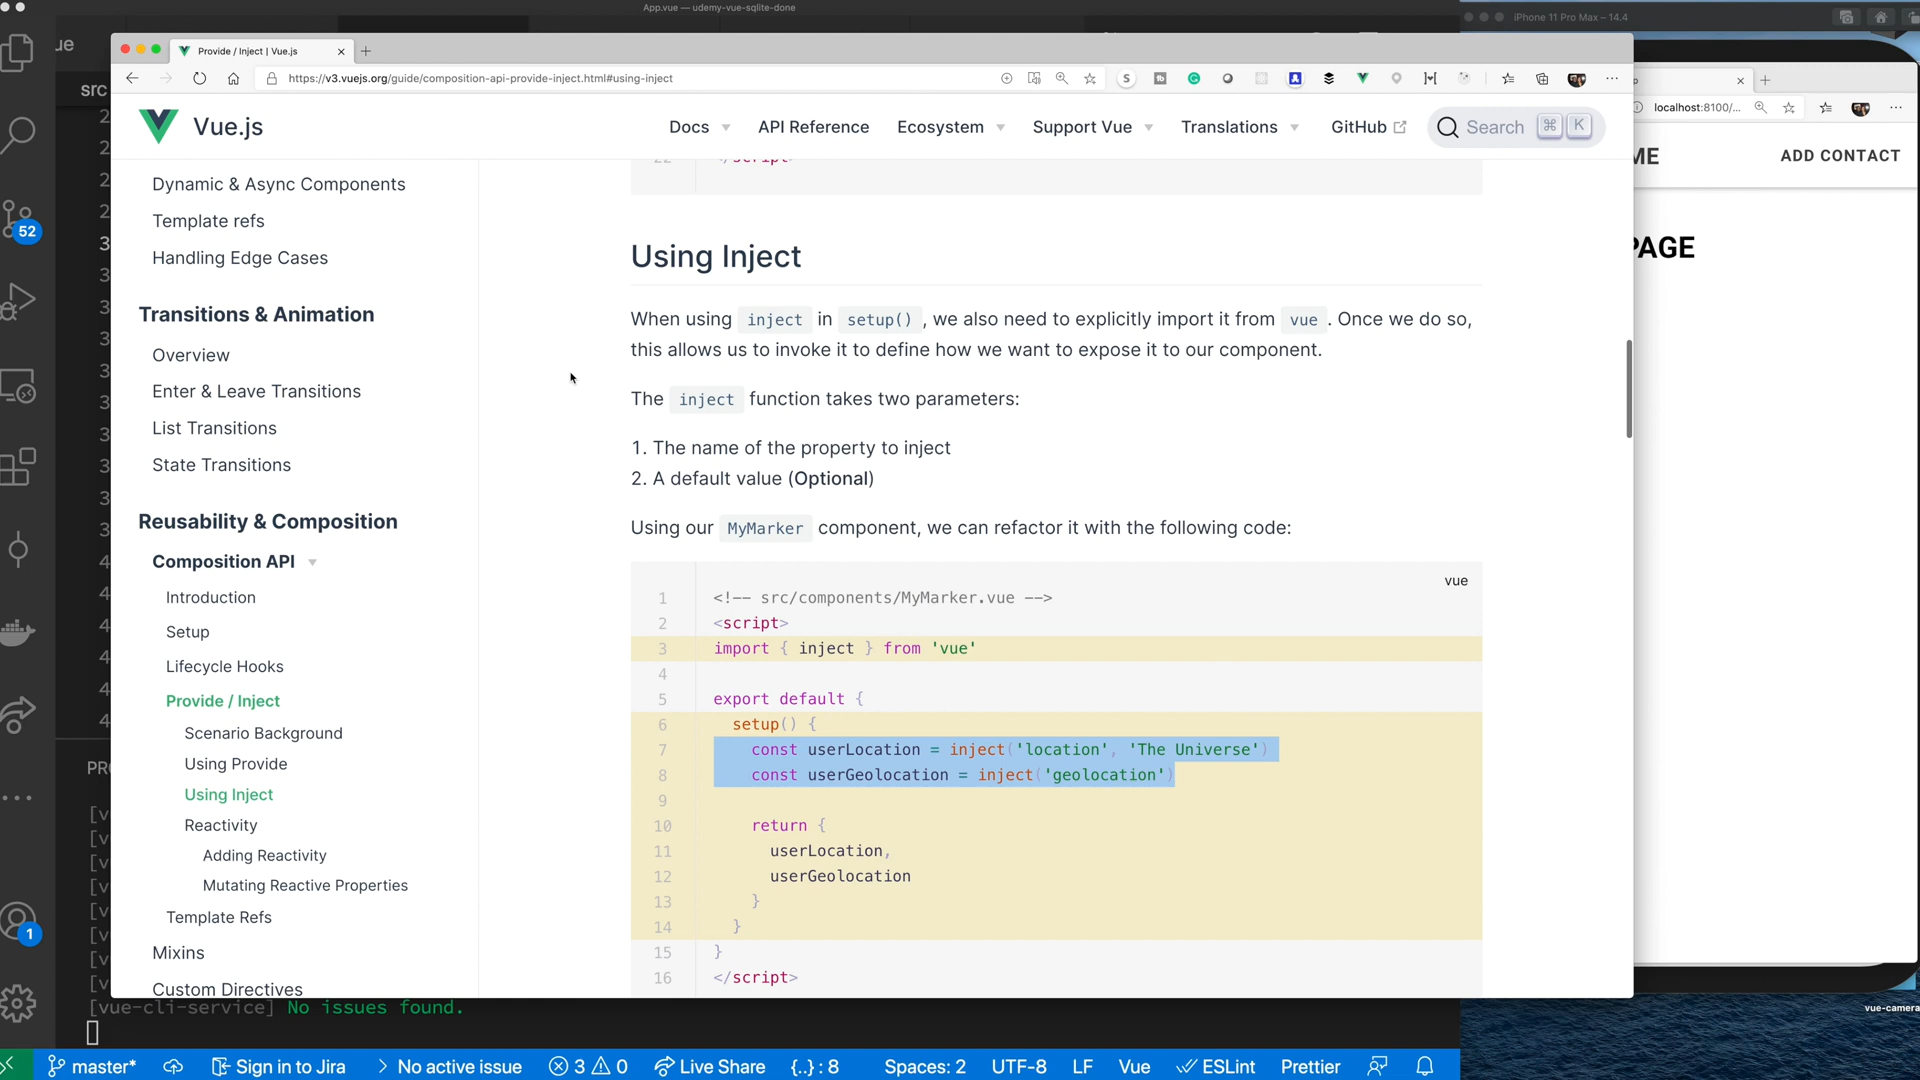 App.vue — udemy-vue-sqlite-done
iPhone 11 Pro Max – 14.4
Provide / Inject | Vue.js
https://v3.vuejs.org/guide/composition-api-provide-inject.html#using-inject
localhost:8100/...
ue
src
Vue.js
Docs
API Reference
Ecosystem
Support Vue
Translations
GitHub
Search
⌘
K
ME
ADD CONTACT
PAGE
Dynamic & Async Components
Template refs
Handling Edge Cases
Transitions & Animation
Overview
Enter & Leave Transitions
List Transitions
State Transitions
Reusability & Composition
Composition API
Introduction
Setup
Lifecycle Hooks
Provide / Inject
Scenario Background
Using Provide
Using Inject
Reactivity
Adding Reactivity
Mutating Reactive Properties
Template Refs
Mixins
Custom Directives
22 </script>
Using Inject
When using inject in setup() , we also need to explicitly import it from vue . Once we do so,
this allows us to invoke it to define how we want to expose it to our component.
The inject function takes two parameters:
1. The name of the property to inject
2. A default value (Optional)
Using our MyMarker component, we can refactor it with the following code:
vue
1 <!-- src/components/MyMarker.vue -->
2 <script>
3 import { inject } from 'vue'
4
5 export default {
6 setup() {
7 const userLocation = inject('location', 'The Universe')
8 const userGeolocation = inject('geolocation')
9
10 return {
11 userLocation,
12 userGeolocation
13 }
14 }
15 }
16 </script>
52
1
PR
[v
[v
[v
[v
[v
[v
[v
[v
[vue-cli-service] No issues found.
vue-camera
master*
Sign in to Jira
No active issue
3
0
Live Share
{..} : 8
Spaces: 2
UTF-8
LF
Vue
ESLint
Prettier